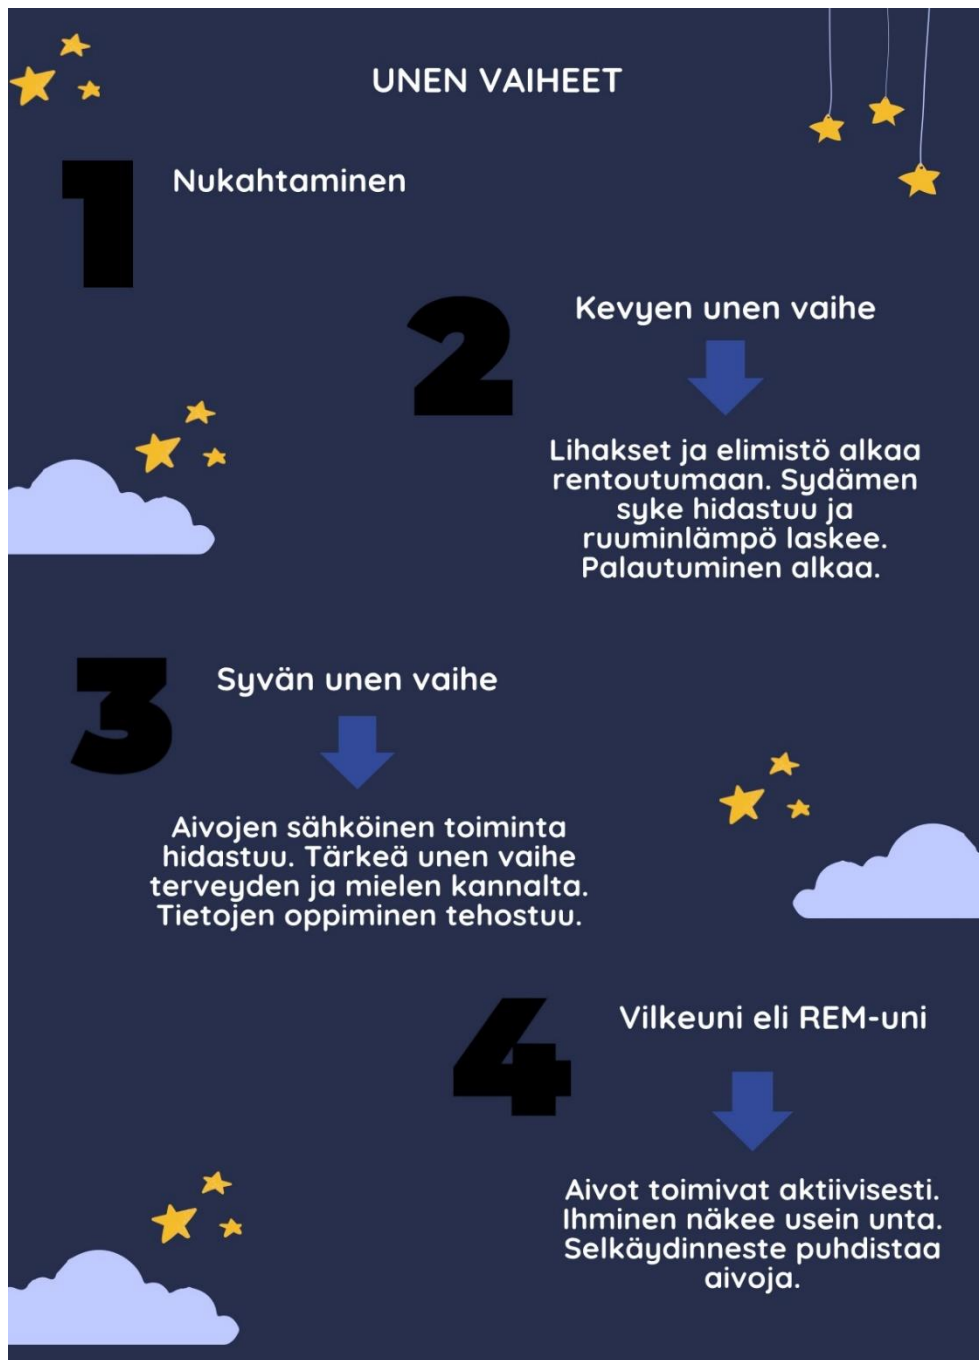 UNEN VAIHEET
1
Nukahtaminen
2
Kevyen unen vaihe
Lihakset ja elimistö alkaa
rentoutumaan. Sydämen
syke hidastuu ja
ruuminlämpö laskee.
Palautuminen alkaa.
3
Syvän unen vaihe
Aivojen sähköinen toiminta
hidastuu. Tärkeä unen vaihe
terveyden ja mielen kannalta.
Tietojen oppiminen tehostuu.
4
Vilkeuni eli REM-uni
Aivot toimivat aktiivisesti.
Ihminen näkee usein unta.
Selkäydinneste puhdistaa
aivoja.